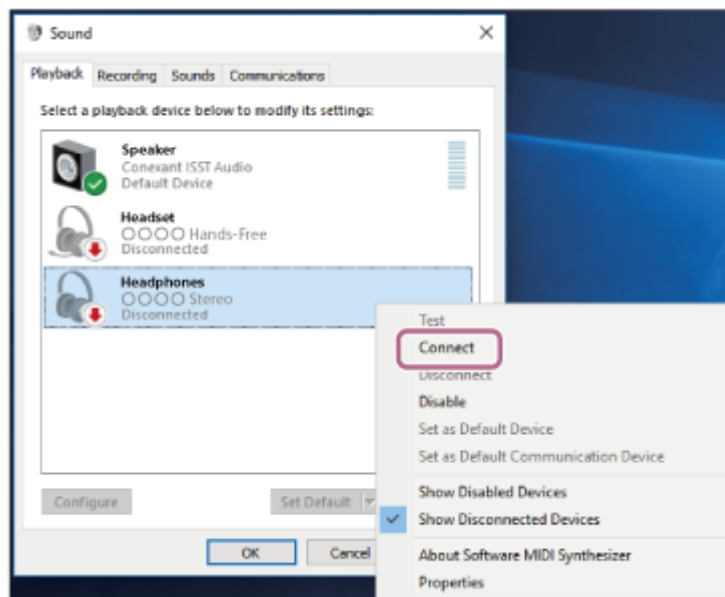 Sound
Playback Recording Sounds Communications
Select a playback device below to modify its settings:
Speaker
Conexant ISST Audio
Default Device
Headset
○○○○ Hands-Free
Disconnected
Headphones
○○○○ Stereo
Disconnected
Test
Connect
Disconnect
Disable
Set as Default Device
Set as Default Communication Device
Show Disabled Devices
Show Disconnected Devices
About Software MIDI Synthesizer
Properties
Configure
Set Default
OK
Cancel